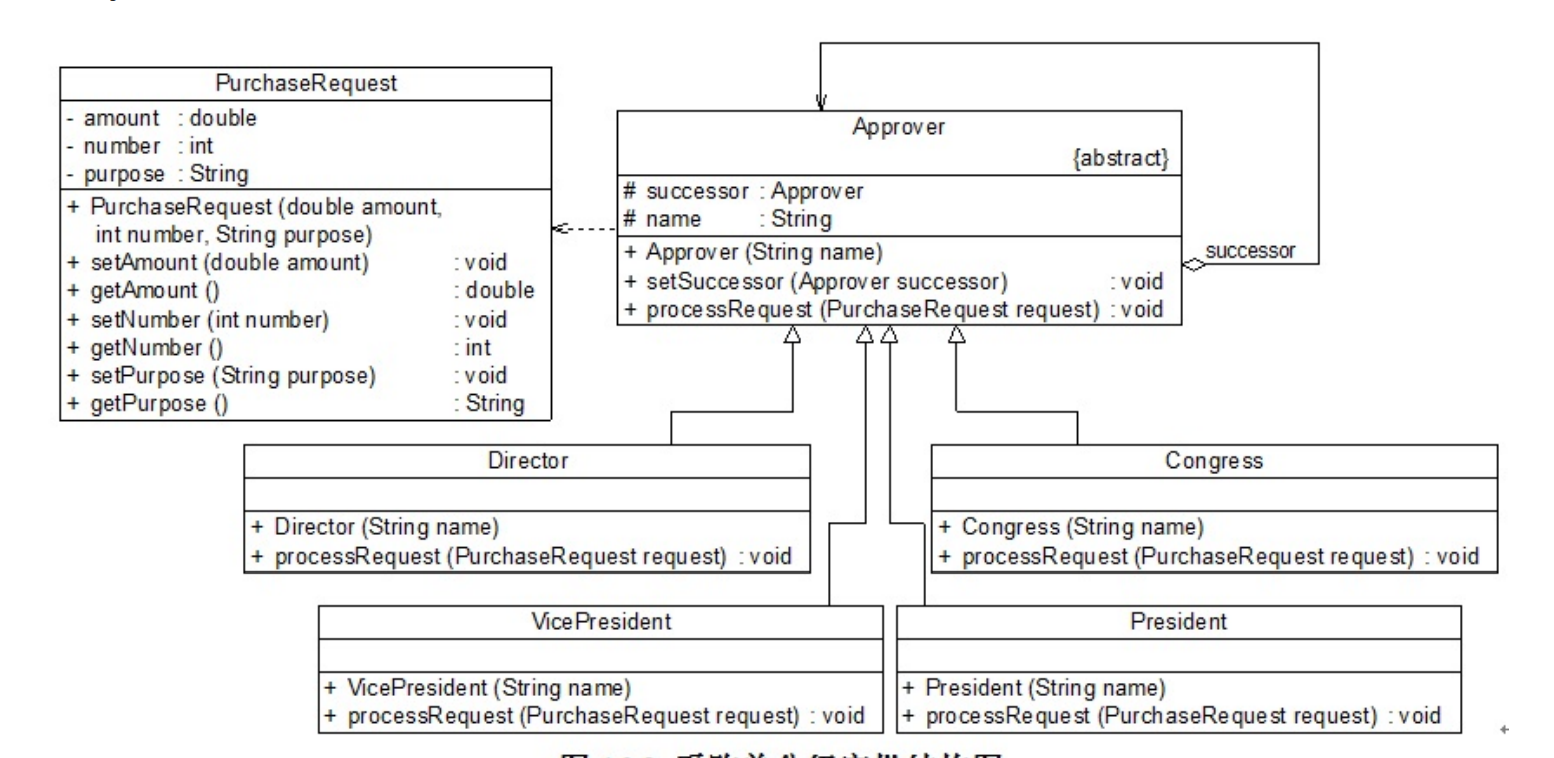 PurchaseRequest
- amount : double
- number : int
- purpose : String
+ PurchaseRequest (double amount,
int number, String purpose)
+ setAmount (double amount) : void
+ getAmount () : double
+ setNumber (int number) : void
+ getNumber () : int
+ setPurpose (String purpose) : void
+ getPurpose () : String
Approver
{abstract}
# successor : Approver
# name : String
+ Approver (String name)
+ setSuccessor (Approver successor) : void
+ processRequest (PurchaseRequest request) : void
successor
Director
+ Director (String name)
+ processRequest (PurchaseRequest request) : void
Congress
+ Congress (String name)
+ processRequest (PurchaseRequest request) : void
VicePresident
+ VicePresident (String name)
+ processRequest (PurchaseRequest request) : void
President
+ President (String name)
+ processRequest (PurchaseRequest request) : void